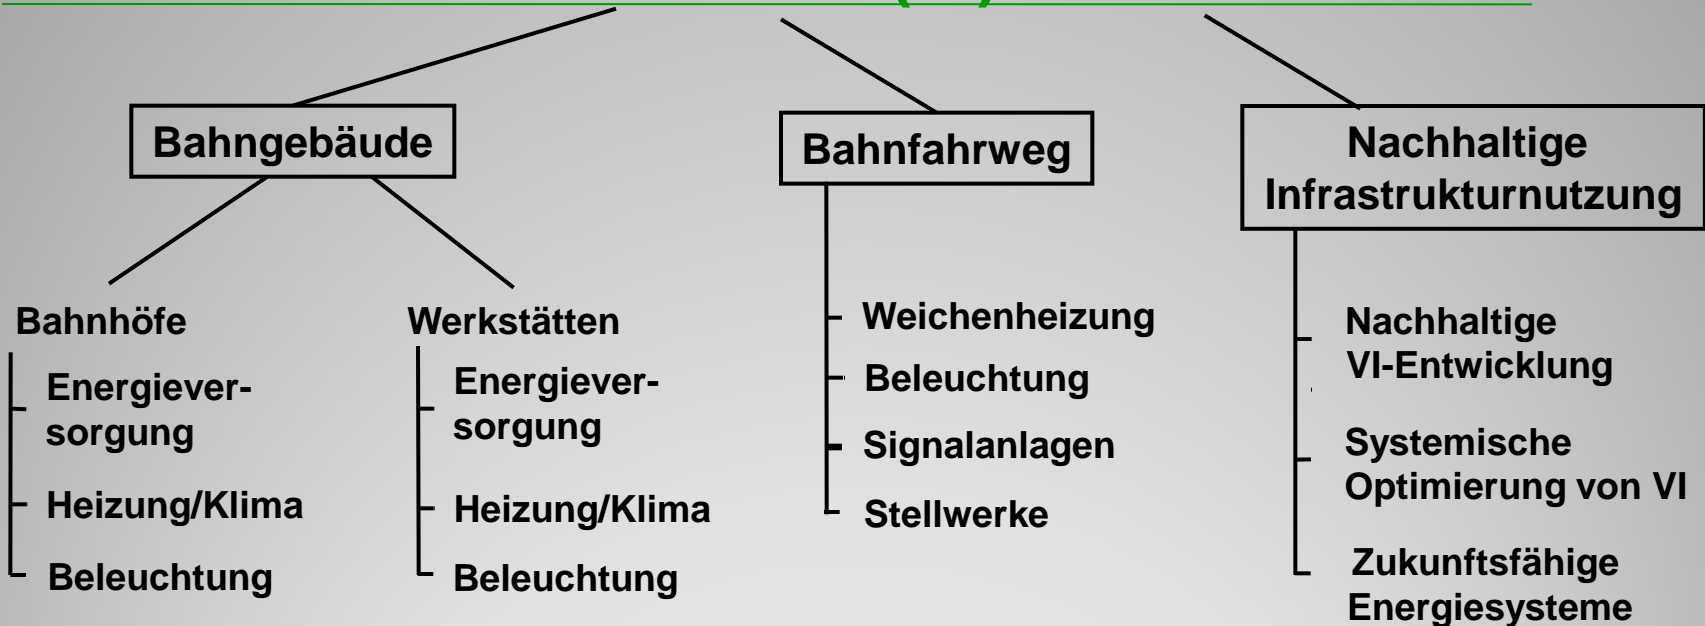 Bahngebäude
Bahnfahrweg
Nachhaltige
Infrastrukturnutzung
Bahnhöfe
Energiever-
sorgung
Heizung/Klima
Beleuchtung
Werkstätten
Energiever-
sorgung
Heizung/Klima
Beleuchtung
Weichenheizung
Beleuchtung
Signalanlagen
Stellwerke
Nachhaltige
VI-Entwicklung
Systemische
Optimierung von VI
Zukunftsfähige
Energiesysteme